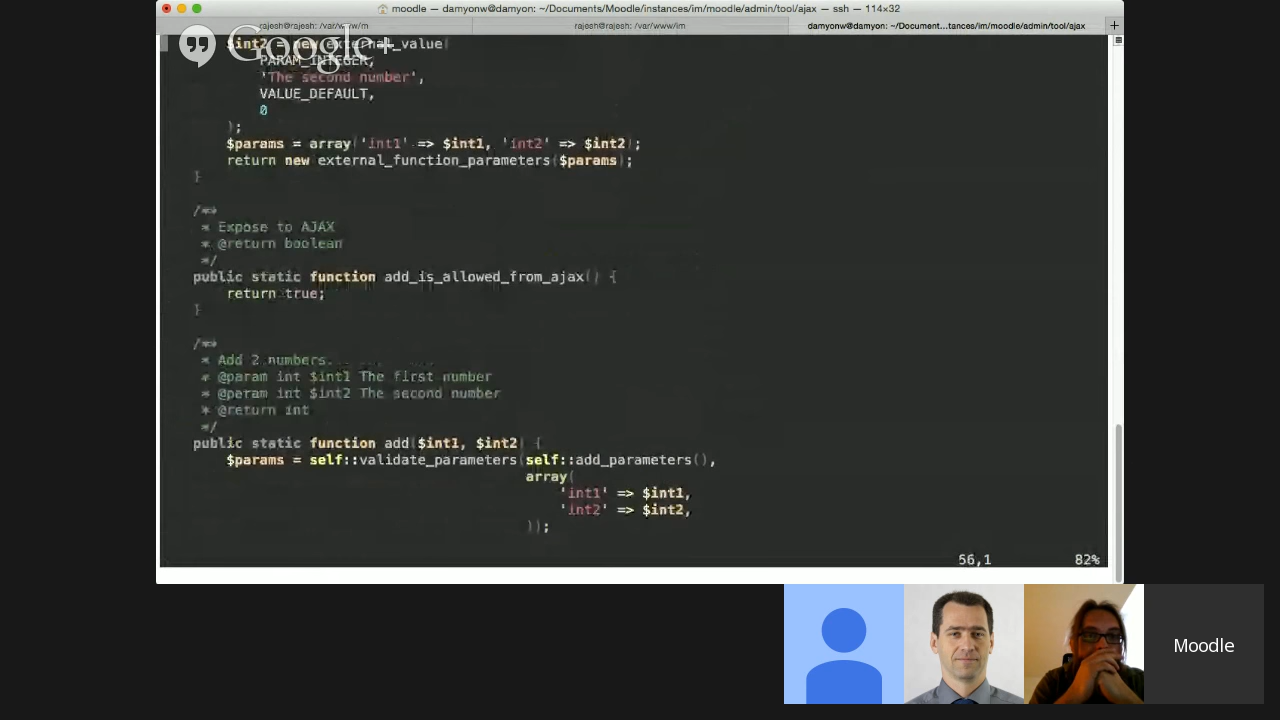 moodle — damyonw@damyon: ~/Documents/Moodle/instances/im/moodle/admin/tool/ajax — ssh — 114×32
rajesh@rajesh: /var/www/m
rajesh@rajesh: /var/www/im
damyonw@damyon: ~/Document...tances/im/moodle/admin/tool/ajax
Google+
$int2 = new external_value(
PARAM_INTEGER,
'The second number',
VALUE_DEFAULT,
0
);
$params = array('int1' => $int1, 'int2' => $int2);
return new external_function_parameters($params);
}
/**
* Expose to AJAX
* @return boolean
*/
public static function add_is_allowed_from_ajax() {
return true;
}
/**
* Add 2 numbers.
* @param int $int1 The first number
* @param int $int2 The second number
* @return int
*/
public static function add($int1, $int2) {
$params = self::validate_parameters(self::add_parameters(),
array(
'int1' => $int1,
'int2' => $int2,
));
56,1 82%
Moodle